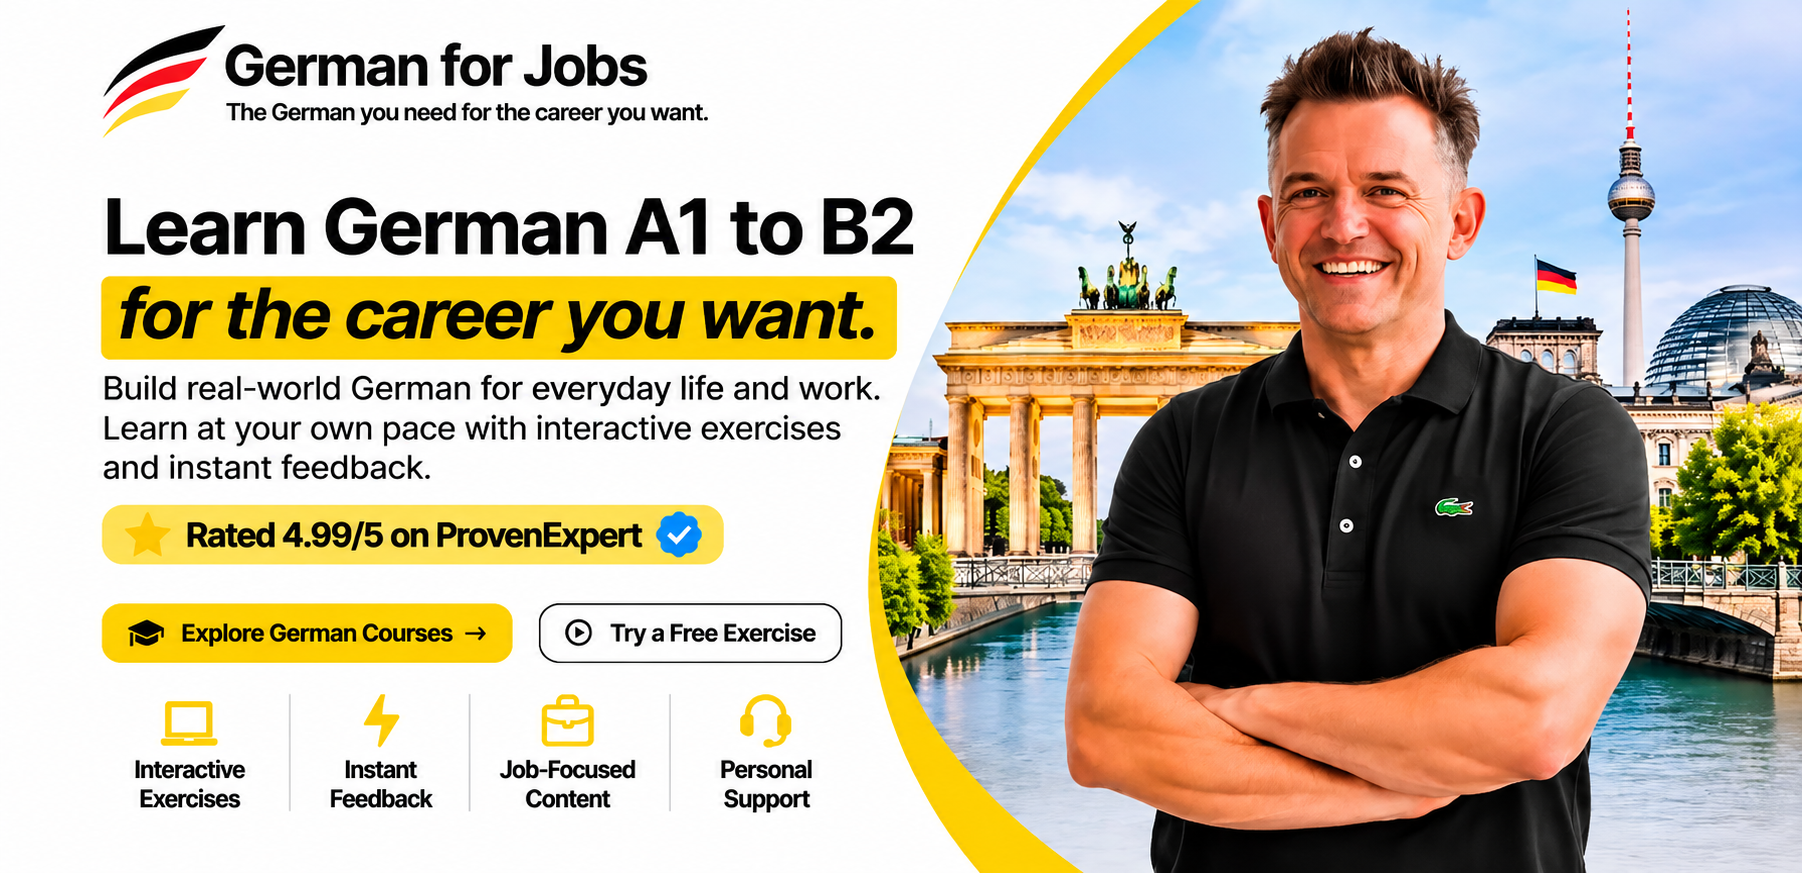 German for Jobs
The German you need for the career you want.
Learn German A1 to B2
for the career you want.
Build real-world German for everyday life and work.
Learn at your own pace with interactive exercises
and instant feedback.
Rated 4.99/5 on ProvenExpert
Explore German Courses →
Try a Free Exercise
Interactive
Exercises
Instant
Feedback
Job-Focused
Content
Personal
Support